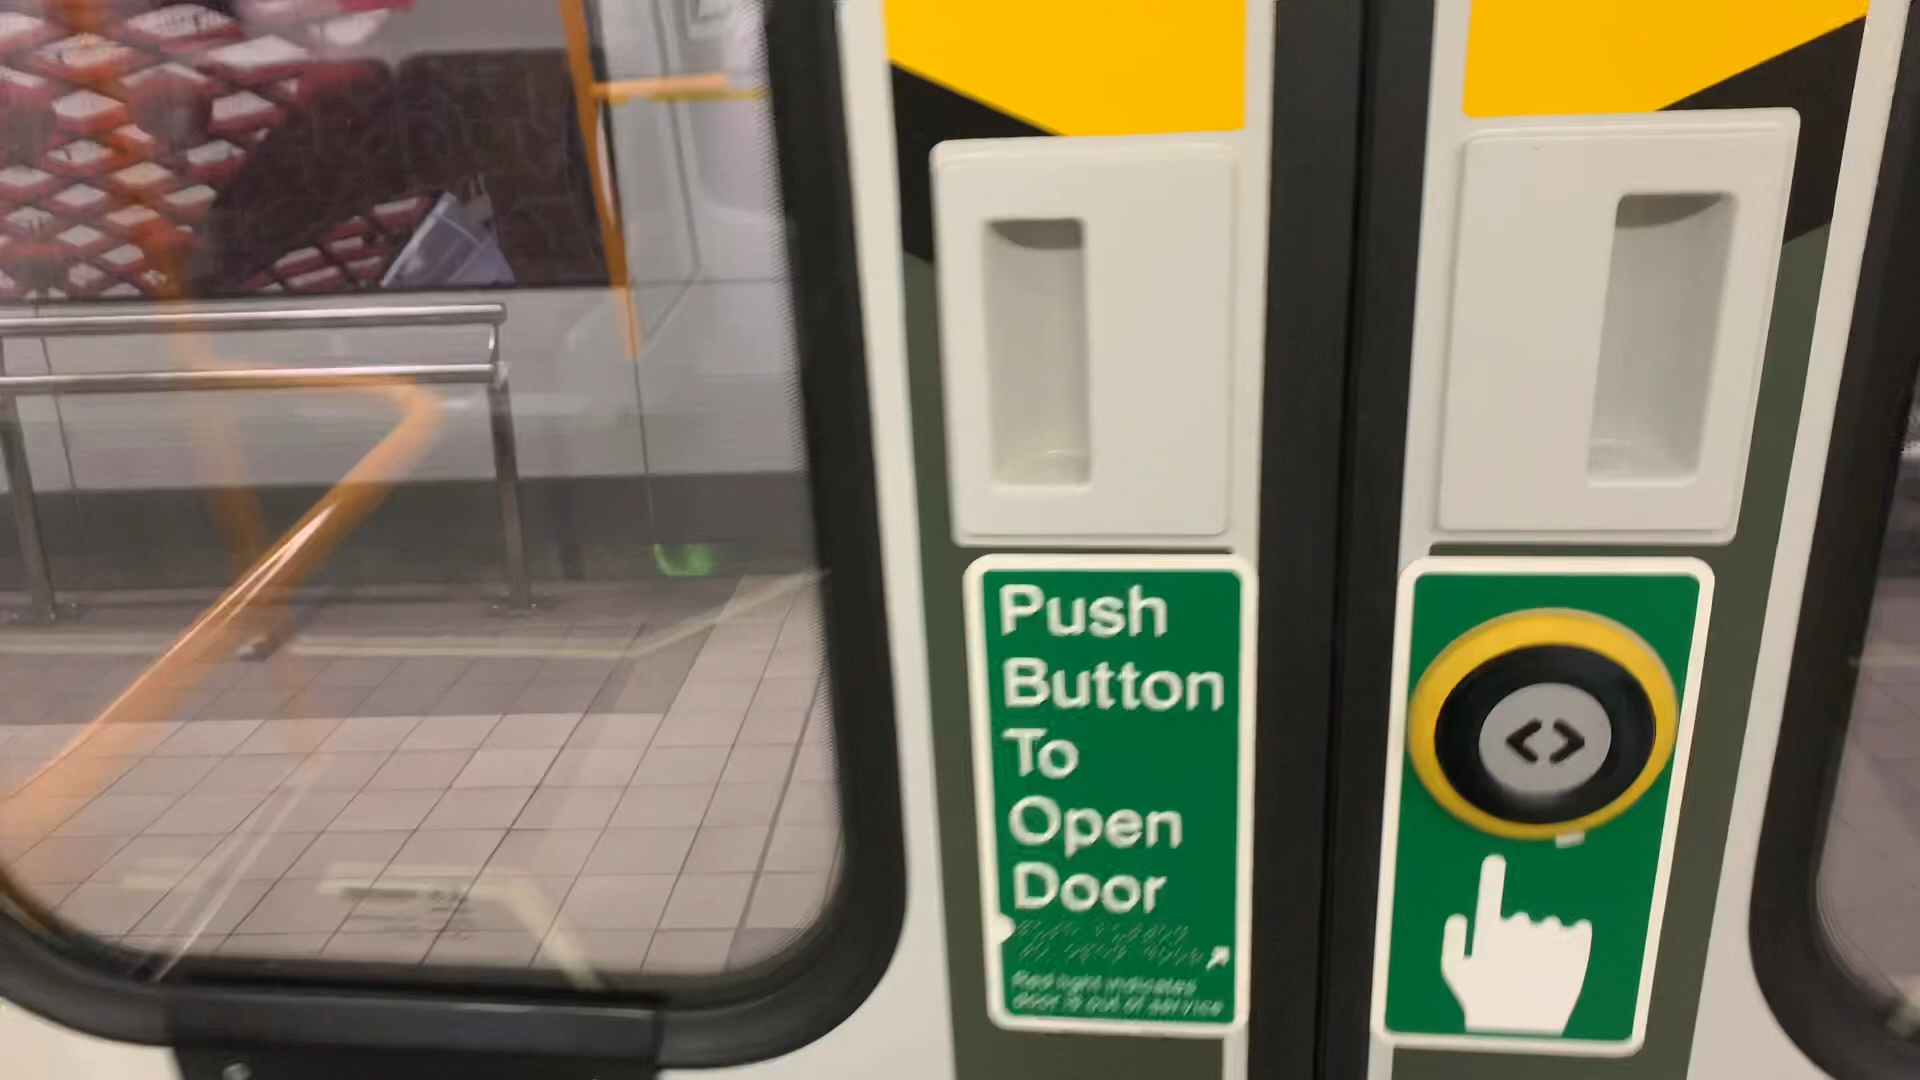 Push
Button
To
Open
Door
Red light indicates
door is out of service